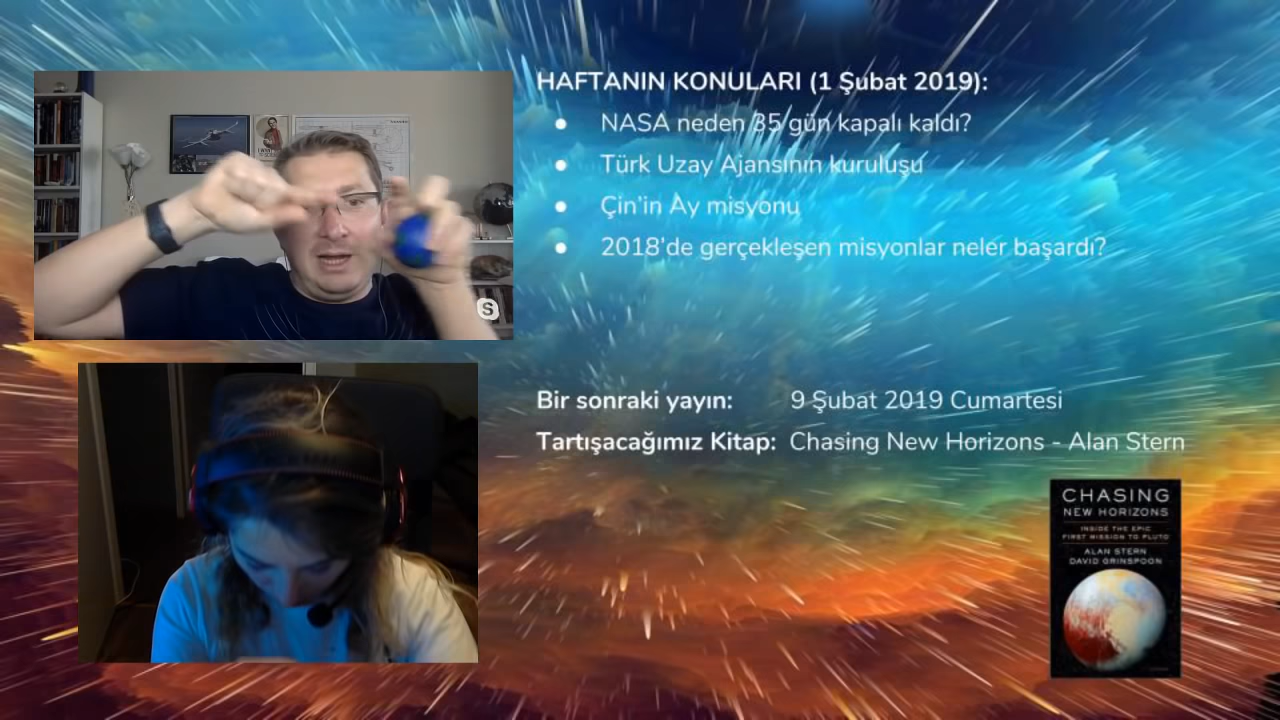 HAFTANIN KONULARI (1 Şubat 2019):
● NASA neden 35 gün kapalı kaldı?
● Türk Uzay Ajansının kuruluşu
● Çin'in Ay misyonu
● 2018'de gerçekleşen misyonlar neler başardı?
Bir sonraki yayın: 9 Şubat 2019 Cumartesi
Tartışacağımız Kitap: Chasing New Horizons - Alan Stern
CHASING
NEW HORIZONS
INSIDE THE EPIC
FIRST MISSION TO PLUTO
ALAN STERN
DAVID GRINSPOON
S